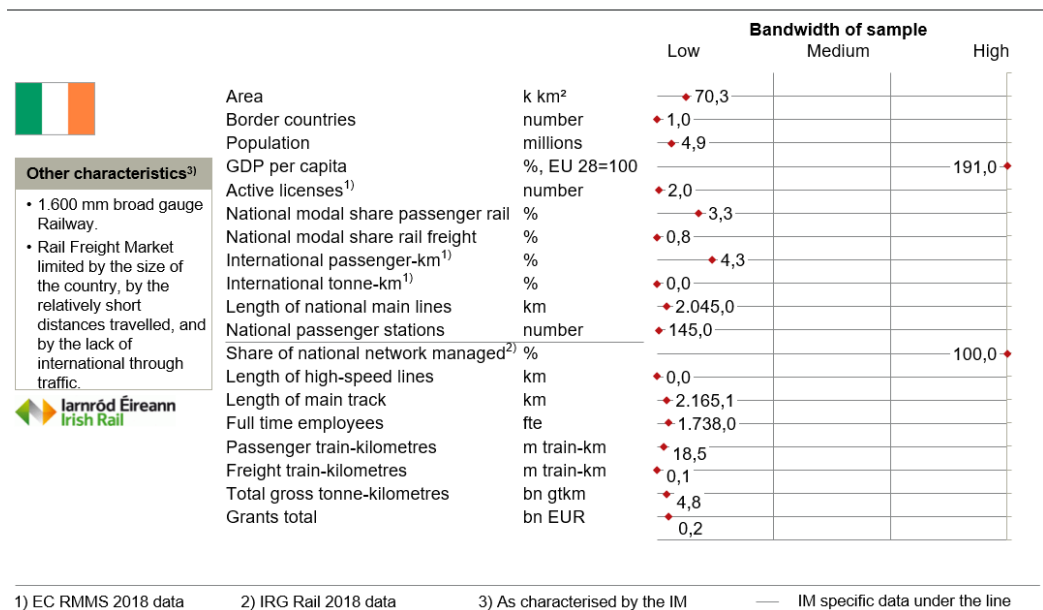 Bandwidth of sample
Low Medium High
Area k km² 70,3
Border countries number 1,0
Population millions 4,9
GDP per capita %, EU 28=100 191,0
Active licenses1) number 2,0
National modal share passenger rail % 3,3
National modal share rail freight % 0,8
International passenger-km1) % 4,3
International tonne-km1) % 0,0
Length of national main lines km 2.045,0
National passenger stations number 145,0
Share of national network managed2) % 100,0
Length of high-speed lines km 0,0
Length of main track km 2.165,1
Full time employees fte 1.738,0
Passenger train-kilometres m train-km 18,5
Freight train-kilometres m train-km 0,1
Total gross tonne-kilometres bn gtkm 4,8
Grants total bn EUR 0,2
Other characteristics3)
• 1.600 mm broad gauge
Railway.
• Rail Freight Market
limited by the size of
the country, by the
relatively short
distances travelled, and
by the lack of
international through
traffic.
Iarnród Éireann
Irish Rail
1) EC RMMS 2018 data 2) IRG Rail 2018 data 3) As characterised by the IM IM specific data under the line